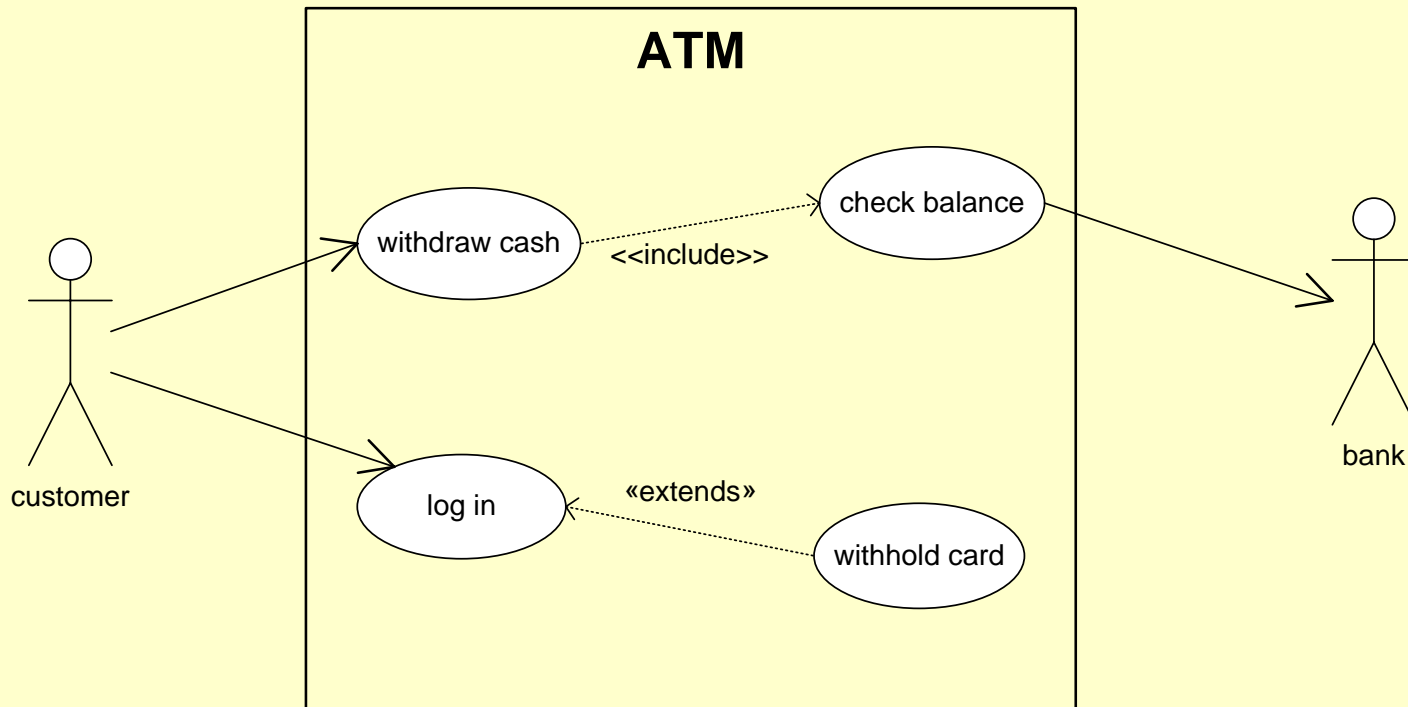 ATM
check balance
withdraw cash
<<include>>
bank
customer
«extends»
log in
withhold card